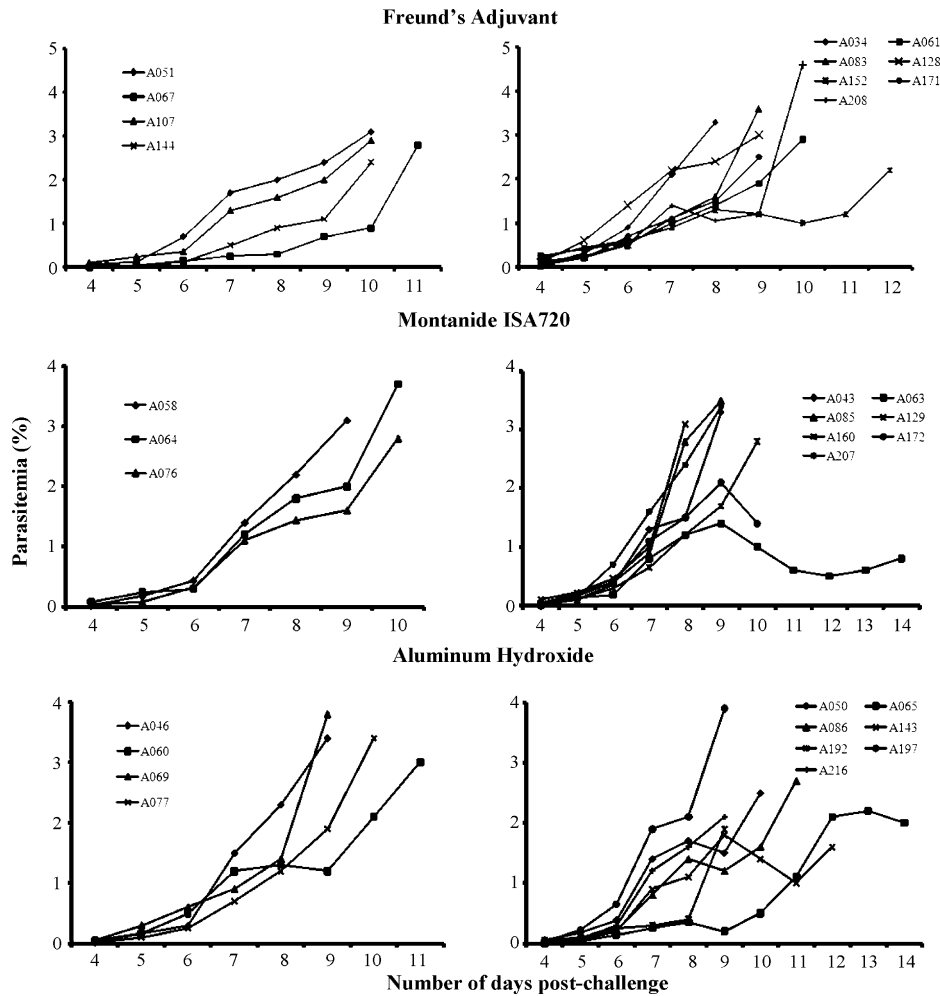 Freund's Adjuvant
5
4
3
2
1
0
A051
A067
A107
A144
4 5 6 7 8 9 10 11
5
4
3
2
1
0
A034 A061
A083 A128
A152 A171
A208
4 5 6 7 8 9 10 11 12
Montanide ISA720
Parasitemia (%)
4
3
2
1
0
A058
A064
A076
4 5 6 7 8 9 10
4
3
2
1
0
A043 A063
A085 A129
A160 A172
A207
4 5 6 7 8 9 10 11 12 13 14
Aluminum Hydroxide
4
3
2
1
0
A046
A060
A069
A077
4 5 6 7 8 9 10 11
4
3
2
1
0
A050 A065
A086 A143
A192 A197
A216
4 5 6 7 8 9 10 11 12 13 14
Number of days post-challenge